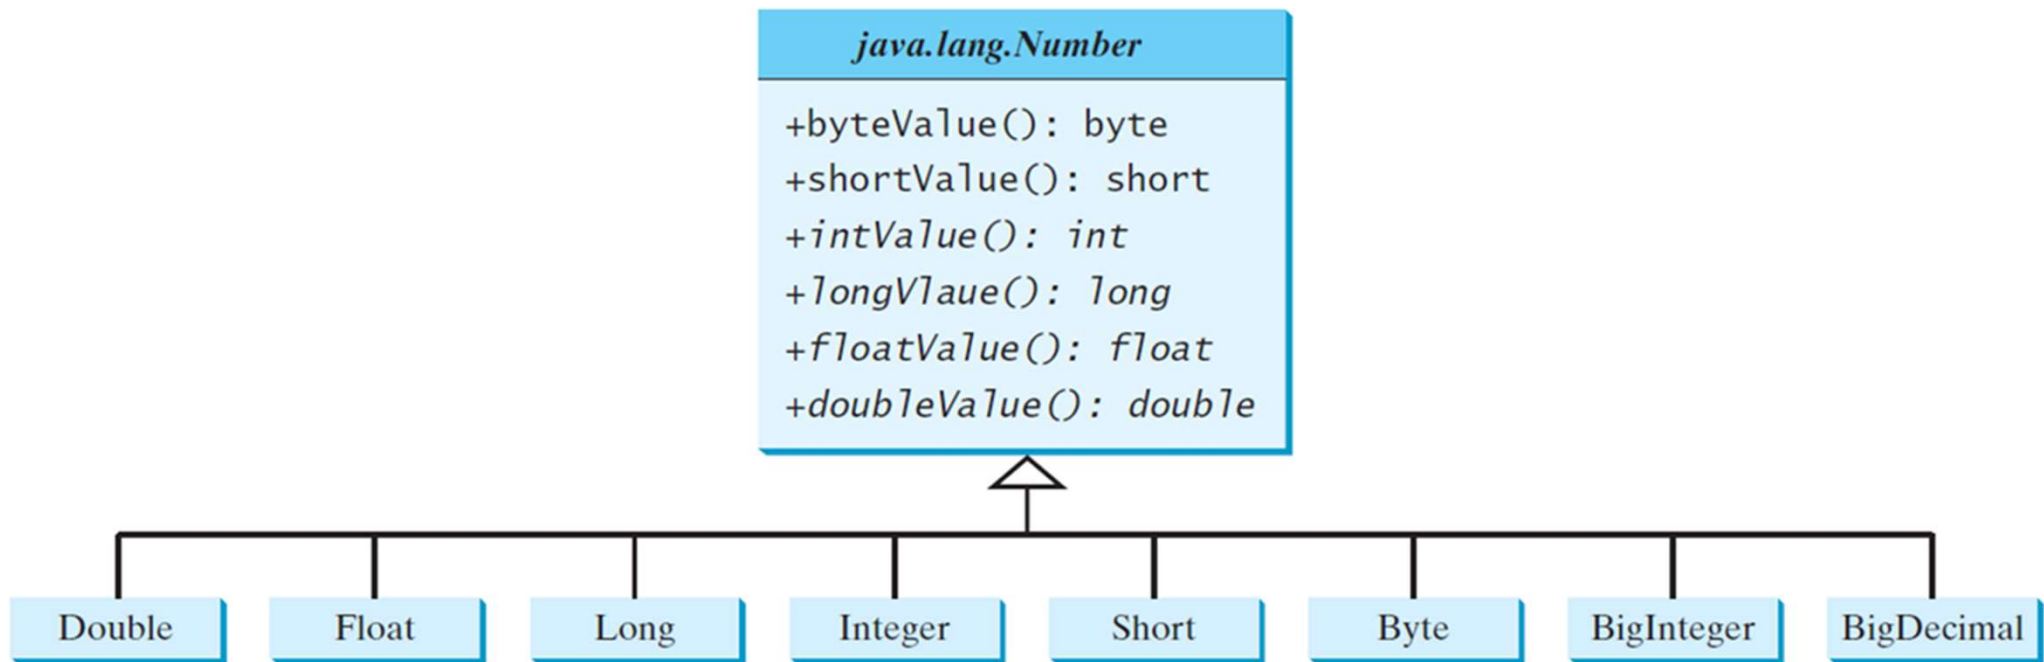 java.lang.Number
+byteValue(): byte
+shortValue(): short
+intValue(): int
+longVlaue(): long
+floatValue(): float
+doubleValue(): double
Double Float Long Integer Short Byte BigInteger BigDecimal